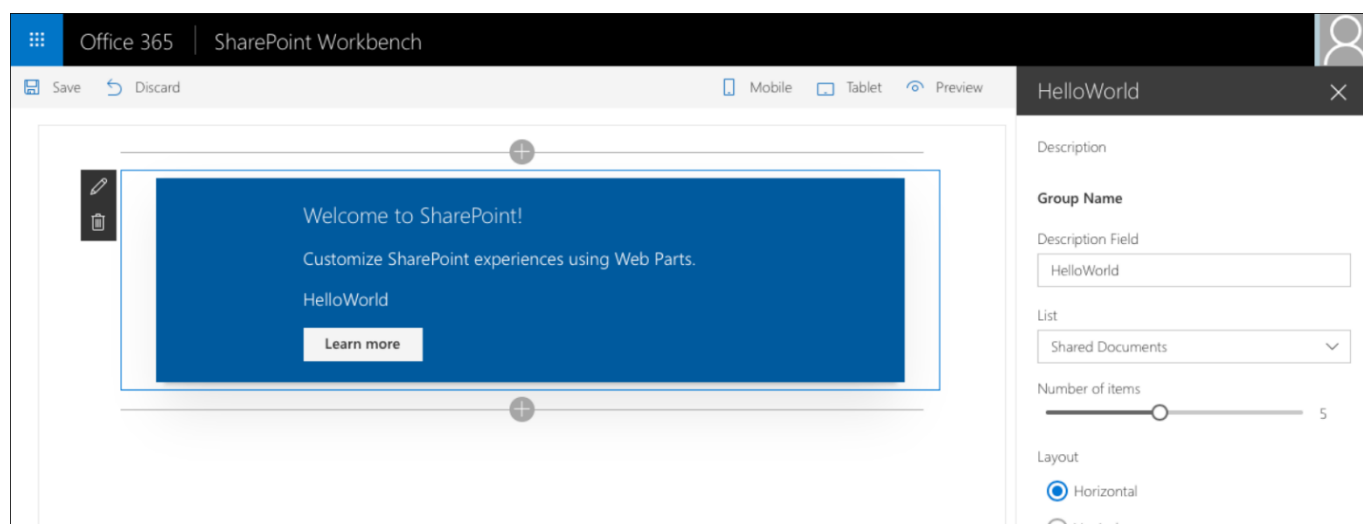 Office 365 | SharePoint Workbench
Save Discard Mobile Tablet Preview
HelloWorld
Welcome to SharePoint!
Customize SharePoint experiences using Web Parts.
HelloWorld
Learn more
Description
Group Name
Description Field
HelloWorld
List
Shared Documents
Number of items
5
Layout
Horizontal